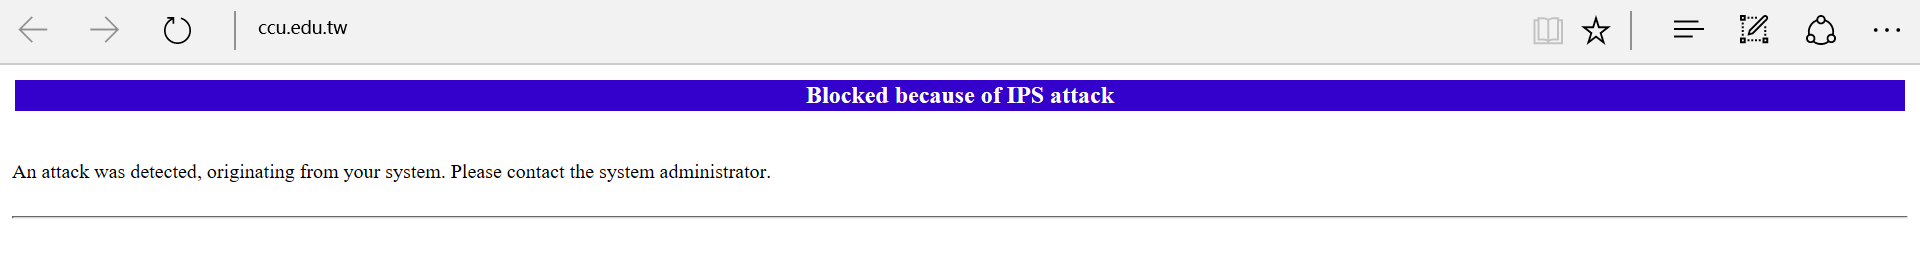 ccu.edu.tw
Blocked because of IPS attack
An attack was detected, originating from your system. Please contact the system administrator.